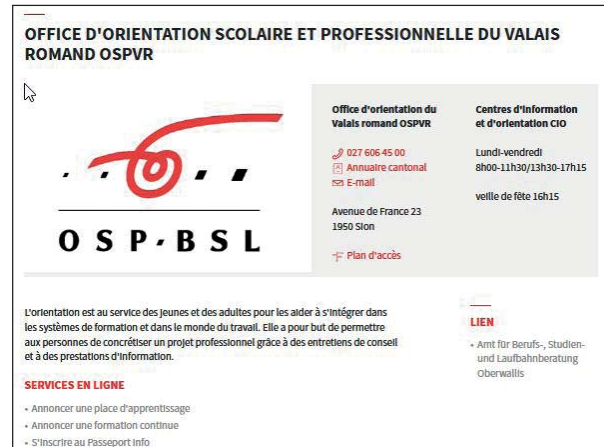 OFFICE D'ORIENTATION SCOLAIRE ET PROFESSIONNELLE DU VALAIS
ROMAND OSPVR
OSP-BSL
Office d'orientation du
Valais romand OSPVR
027 606 45 00
Annuaire cantonal
E-mail
Avenue de France 23
1950 Sion
Plan d'accès
Centres d'information
et d'orientation CIO
Lundi-vendredi
8h00-11h30/13h30-17h15
veille de fête 16h15
L'orientation est au service des jeunes et des adultes pour les aider à s'intégrer dans
les systèmes de formation et dans le monde du travail. Elle a pour but de permettre
aux personnes de concrétiser un projet professionnel grâce à des entretiens de conseil
et à des prestations d'information.
SERVICES EN LIGNE
• Annoncer une place d'apprentissage
• Annoncer une formation continue
• S'inscrire au Passeport Info
LIEN
• Amt für Berufs-, Studien-
und Laufbahnberatung
Oberwallis